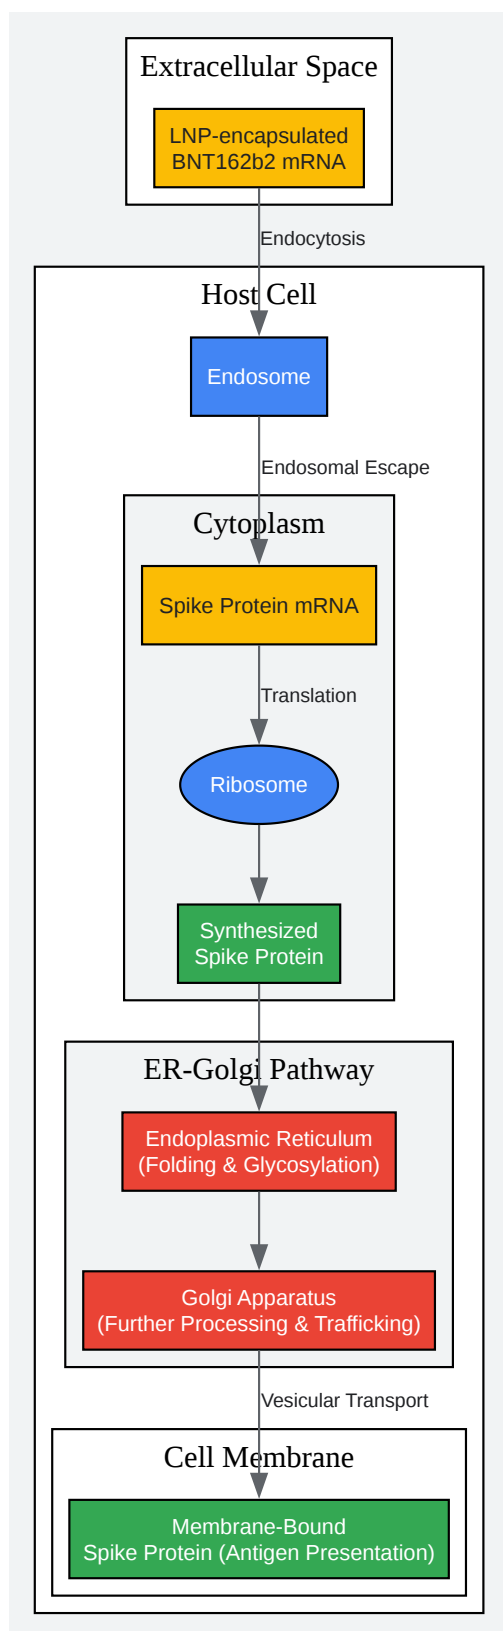 Extracellular Space
LNP-encapsulated
BNT162b2 mRNA
Endocytosis
Host Cell
Endosome
Endosomal Escape
Cytoplasm
Spike Protein mRNA
Translation
Ribosome
Synthesized
Spike Protein
ER-Golgi Pathway
Endoplasmic Reticulum
(Folding & Glycosylation)
Golgi Apparatus
(Further Processing & Trafficking)
Vesicular Transport
Cell Membrane
Membrane-Bound
Spike Protein (Antigen Presentation)